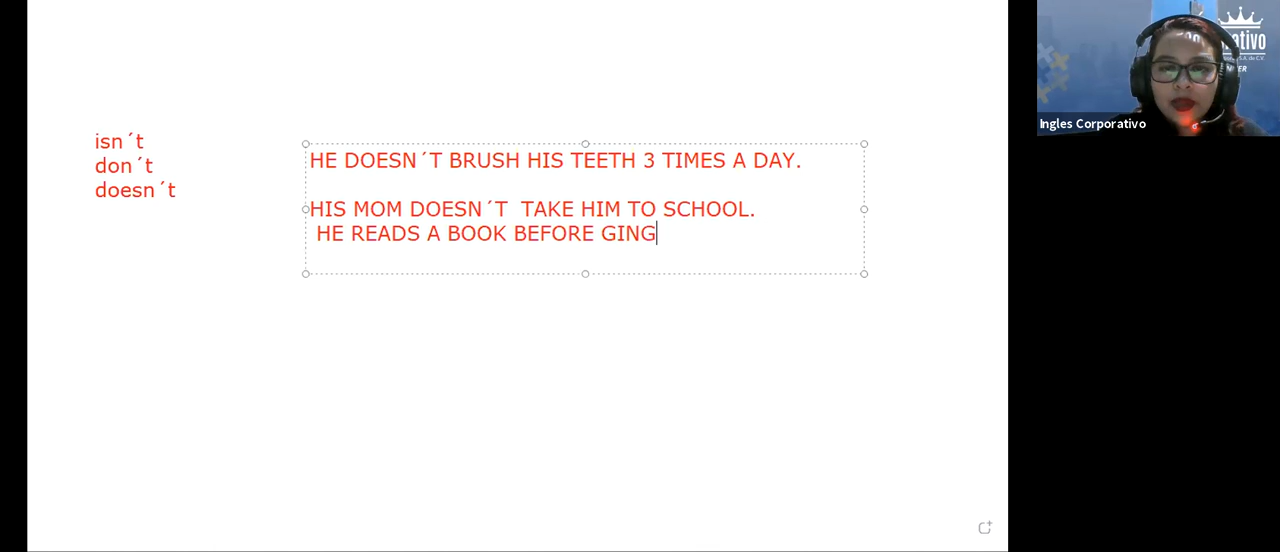 isn´t
don´t
doesn´t
HE DOESN´T BRUSH HIS TEETH 3 TIMES A DAY.
HIS MOM DOESN´T  TAKE HIM TO SCHOOL.
HE READS A BOOK BEFORE GING
Ingles Corporativo